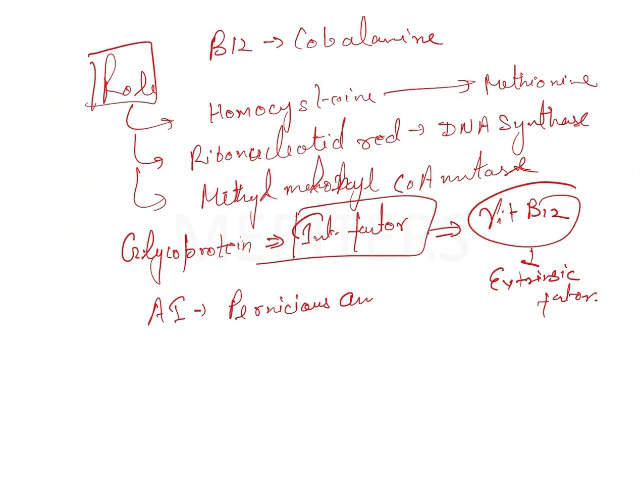 B12 → Cobalamine
Role
Homocysteine → Methionine
Ribonucleotid red → DNA Synthase
Methyl CoA mutase
Glycoprotein ⇒ Int. factor ⇒ Vit B12
Extrinsic factor.
AI → Pernicious an